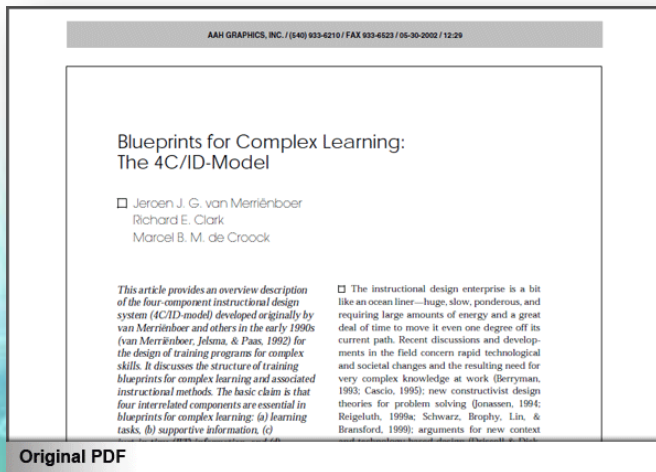 AAH GRAPHICS, INC. / (540) 933-6210 / FAX 933-6523 / 05-30-2002 / 12:29
Blueprints for Complex Learning:
The 4C/ID-Model
Jeroen J. G. van Merriënboer
Richard E. Clark
Marcel B. M. de Croock
This article provides an overview description
of the four-component instructional design
system (4C/ID-model) developed originally by
van Merriënboer and others in the early 1990s
(van Merriënboer, Jelsma, & Paas, 1992) for
the design of training programs for complex
skills. It discusses the structure of training
blueprints for complex learning and associated
instructional methods. The basic claim is that
four interrelated components are essential in
blueprints for complex learning: (a) learning
tasks, (b) supportive information, (c)
The instructional design enterprise is a bit
like an ocean liner—huge, slow, ponderous, and
requiring large amounts of energy and a great
deal of time to move it even one degree off its
current path. Recent discussions and develop-
ments in the field concern rapid technological
and societal changes and the resulting need for
very complex knowledge at work (Berryman,
1993; Cascio, 1995); new constructivist design
theories for problem solving (Jonassen, 1994;
Reigeluth, 1999a; Schwarz, Brophy, Lin, &
Bransford, 1999); arguments for new context
Original PDF